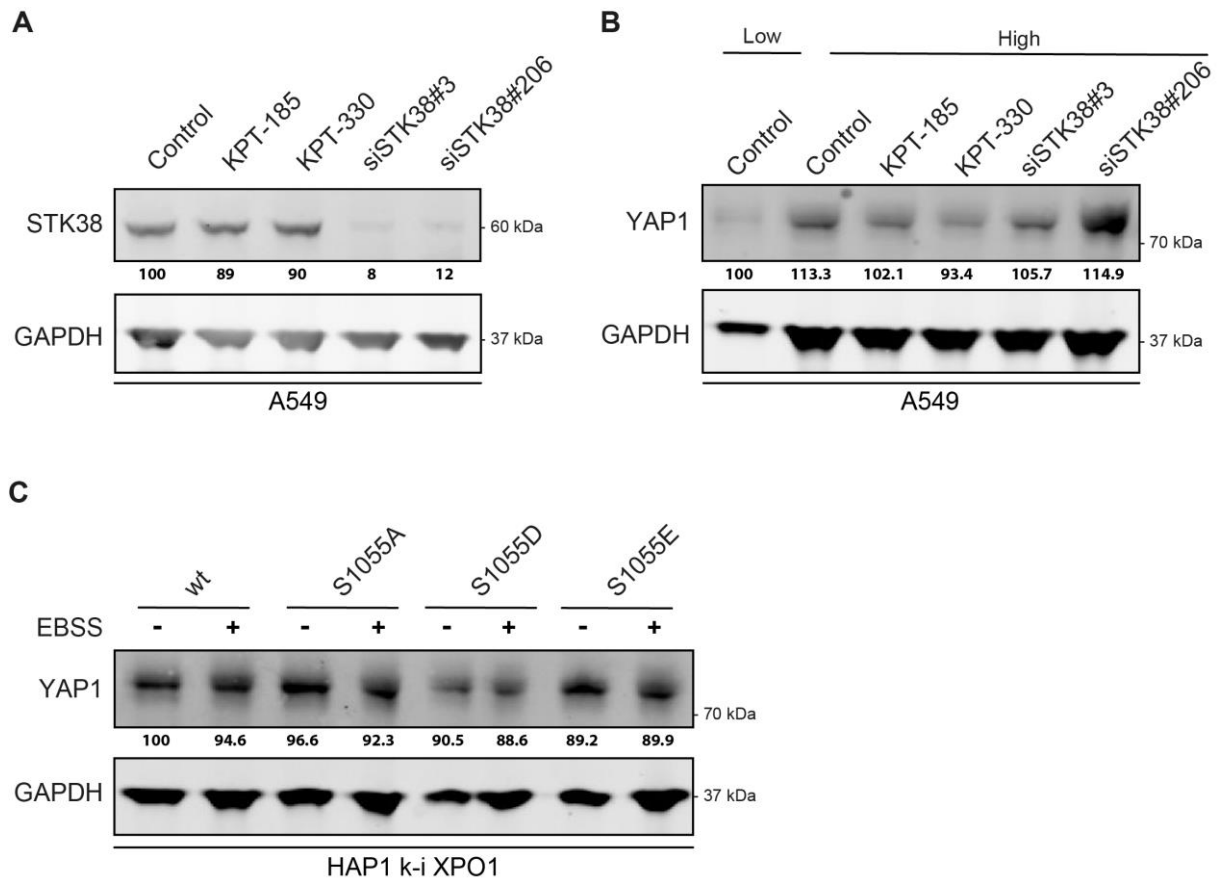 A
Control KPT-185 KPT-330 siSTK38#3 siSTK38#206
STK38
60 kDa
100 89 90 8 12
GAPDH
37 kDa
A549
B
Low High
Control Control KPT-185 KPT-330 siSTK38#3 siSTK38#206
YAP1
70 kDa
100 113.3 102.1 93.4 105.7 114.9
GAPDH
37 kDa
A549
C
wt S1055A S1055D S1055E
EBSS - + - + - + - +
YAP1
70 kDa
100 94.6 96.6 92.3 90.5 88.6 89.2 89.9
GAPDH
37 kDa
HAP1 k-i XPO1